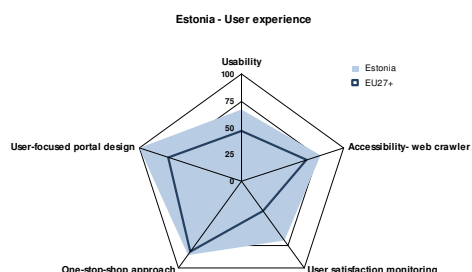 Estonia - User experience
Usability
100
Estonia
75
EU27+
50
User-focused portal design
Accessibility- web crawler
25
0
One-stop-shop approach
User satisfaction monitoring